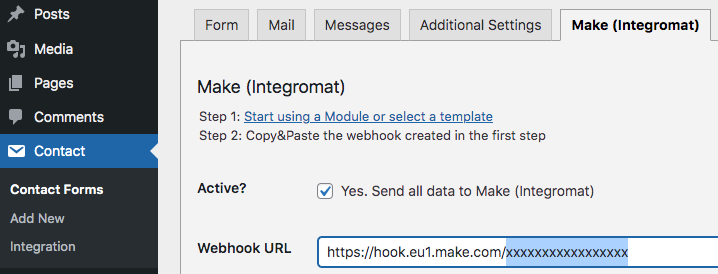 Posts
Media
Pages
Comments
Contact
Contact Forms
Add New
Integration
Form
Mail
Messages
Additional Settings
Make (Integromat)
Make (Integromat)
Step 1: Start using a Module or select a template
Step 2: Copy&Paste the webhook created in the first step
Active?
Yes. Send all data to Make (Integromat)
Webhook URL
https://hook.eu1.make.com/xxxxxxxxxxxxxxxxx